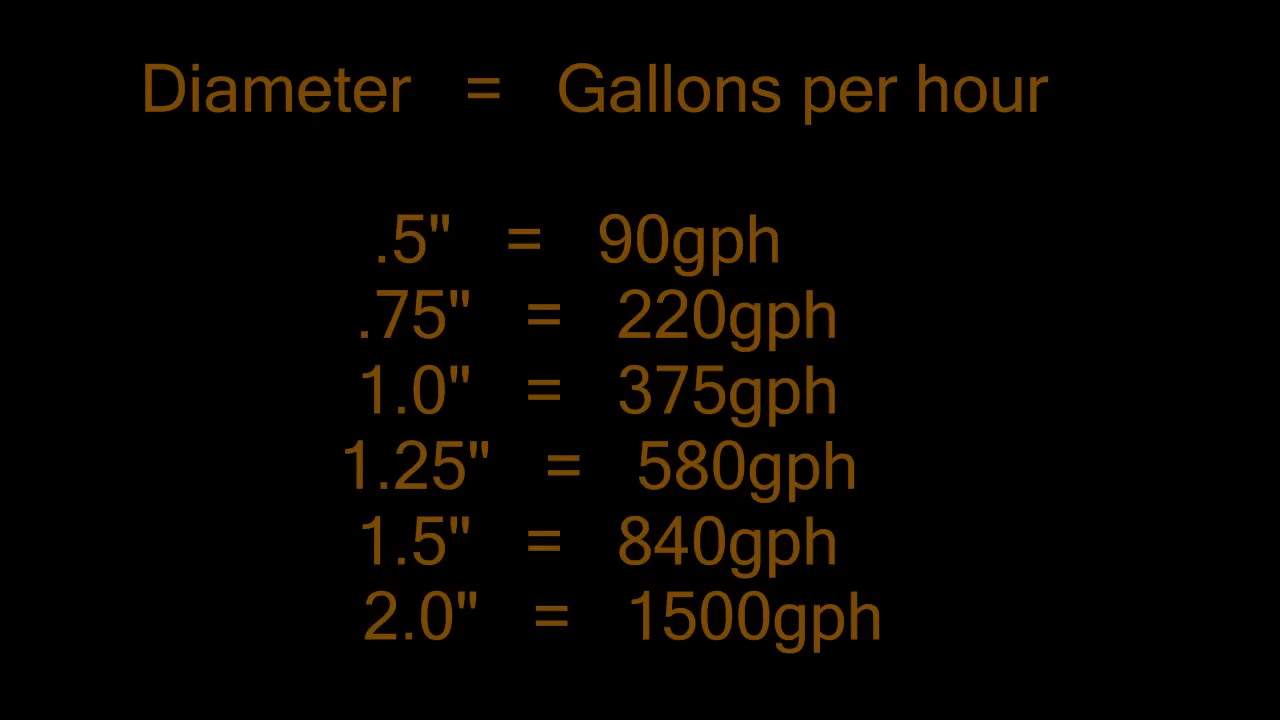 Diameter = Gallons per hour
.5" = 90gph
.75" = 220gph
1.0" = 375gph
1.25" = 580gph
1.5" = 840gph
2.0" = 1500gph